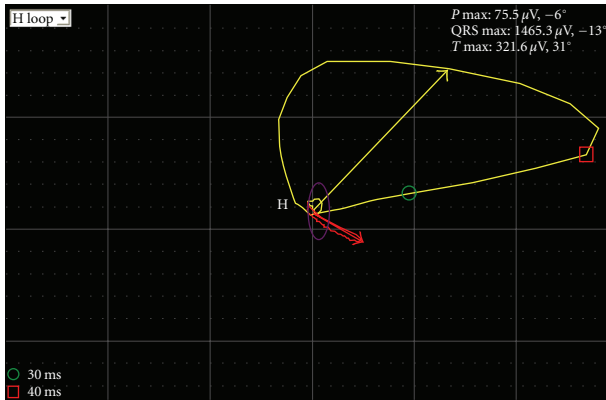 H loop
P max: 75.5 μV, −6°
QRS max: 1465.3 μV, −13°
T max: 321.6 μV, 31°
H
30 ms
40 ms